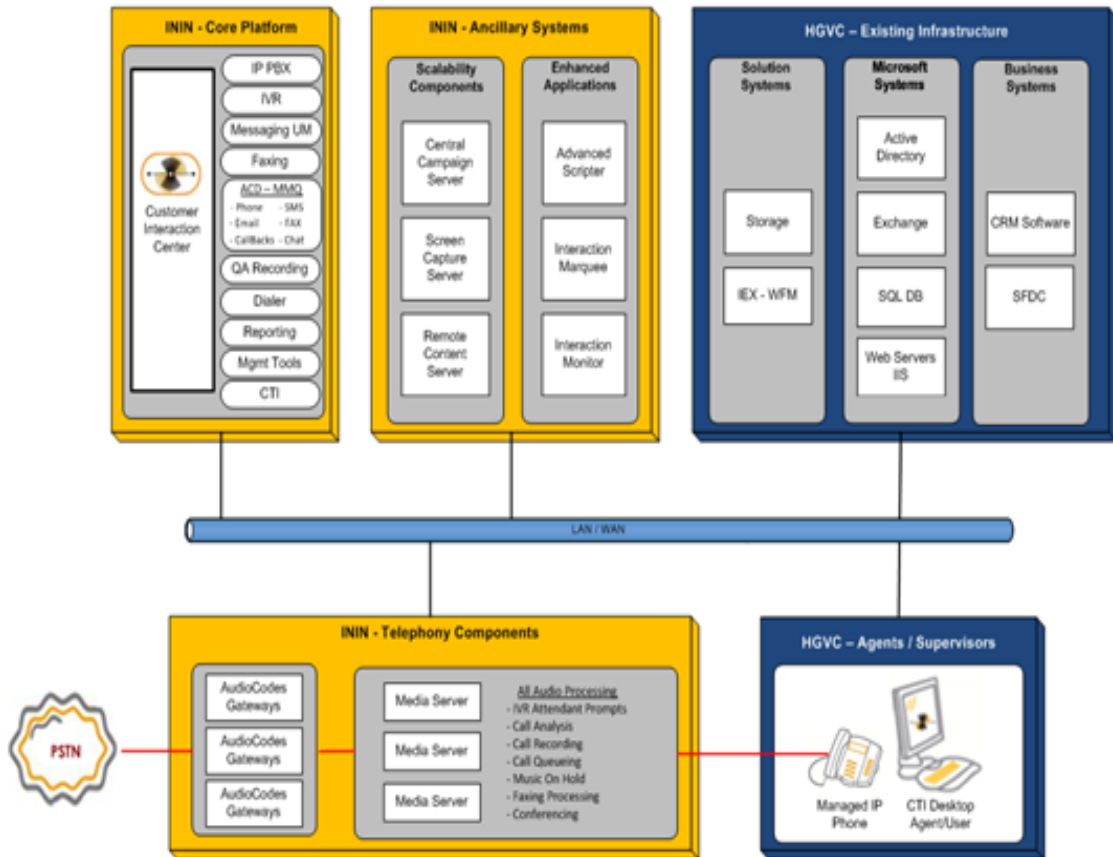 ININ - Core Platform
Customer
Interaction
Center
IP PBX
IVR
Messaging UM
Faxing
ACD – MMQ
- Phone - SMS
- Email - FAX
- CallBacks - Chat
QA Recording
Dialer
Reporting
Mgmt Tools
CTI
ININ - Ancillary Systems
Scalability
Components
Central
Campaign
Server
Screen
Capture
Server
Remote
Content
Server
Enhanced
Applications
Advanced
Scripter
Interaction
Marquee
Interaction
Monitor
HGVC – Existing Infrastructure
Solution
Systems
Storage
IEX - WFM
Microsoft
Systems
Active
Directory
Exchange
SQL DB
Web Servers
IIS
Business
Systems
CRM Software
SFDC
LAN / WAN
ININ - Telephony Components
PSTN
AudioCodes
Gateways
AudioCodes
Gateways
AudioCodes
Gateways
Media Server
Media Server
Media Server
All Audio Processing
- IVR Attendant Prompts
- Call Analysis
- Call Recording
- Call Queueing
- Music On Hold
- Faxing Processing
- Conferencing
HGVC – Agents / Supervisors
Managed IP
Phone
CTI Desktop
Agent/User